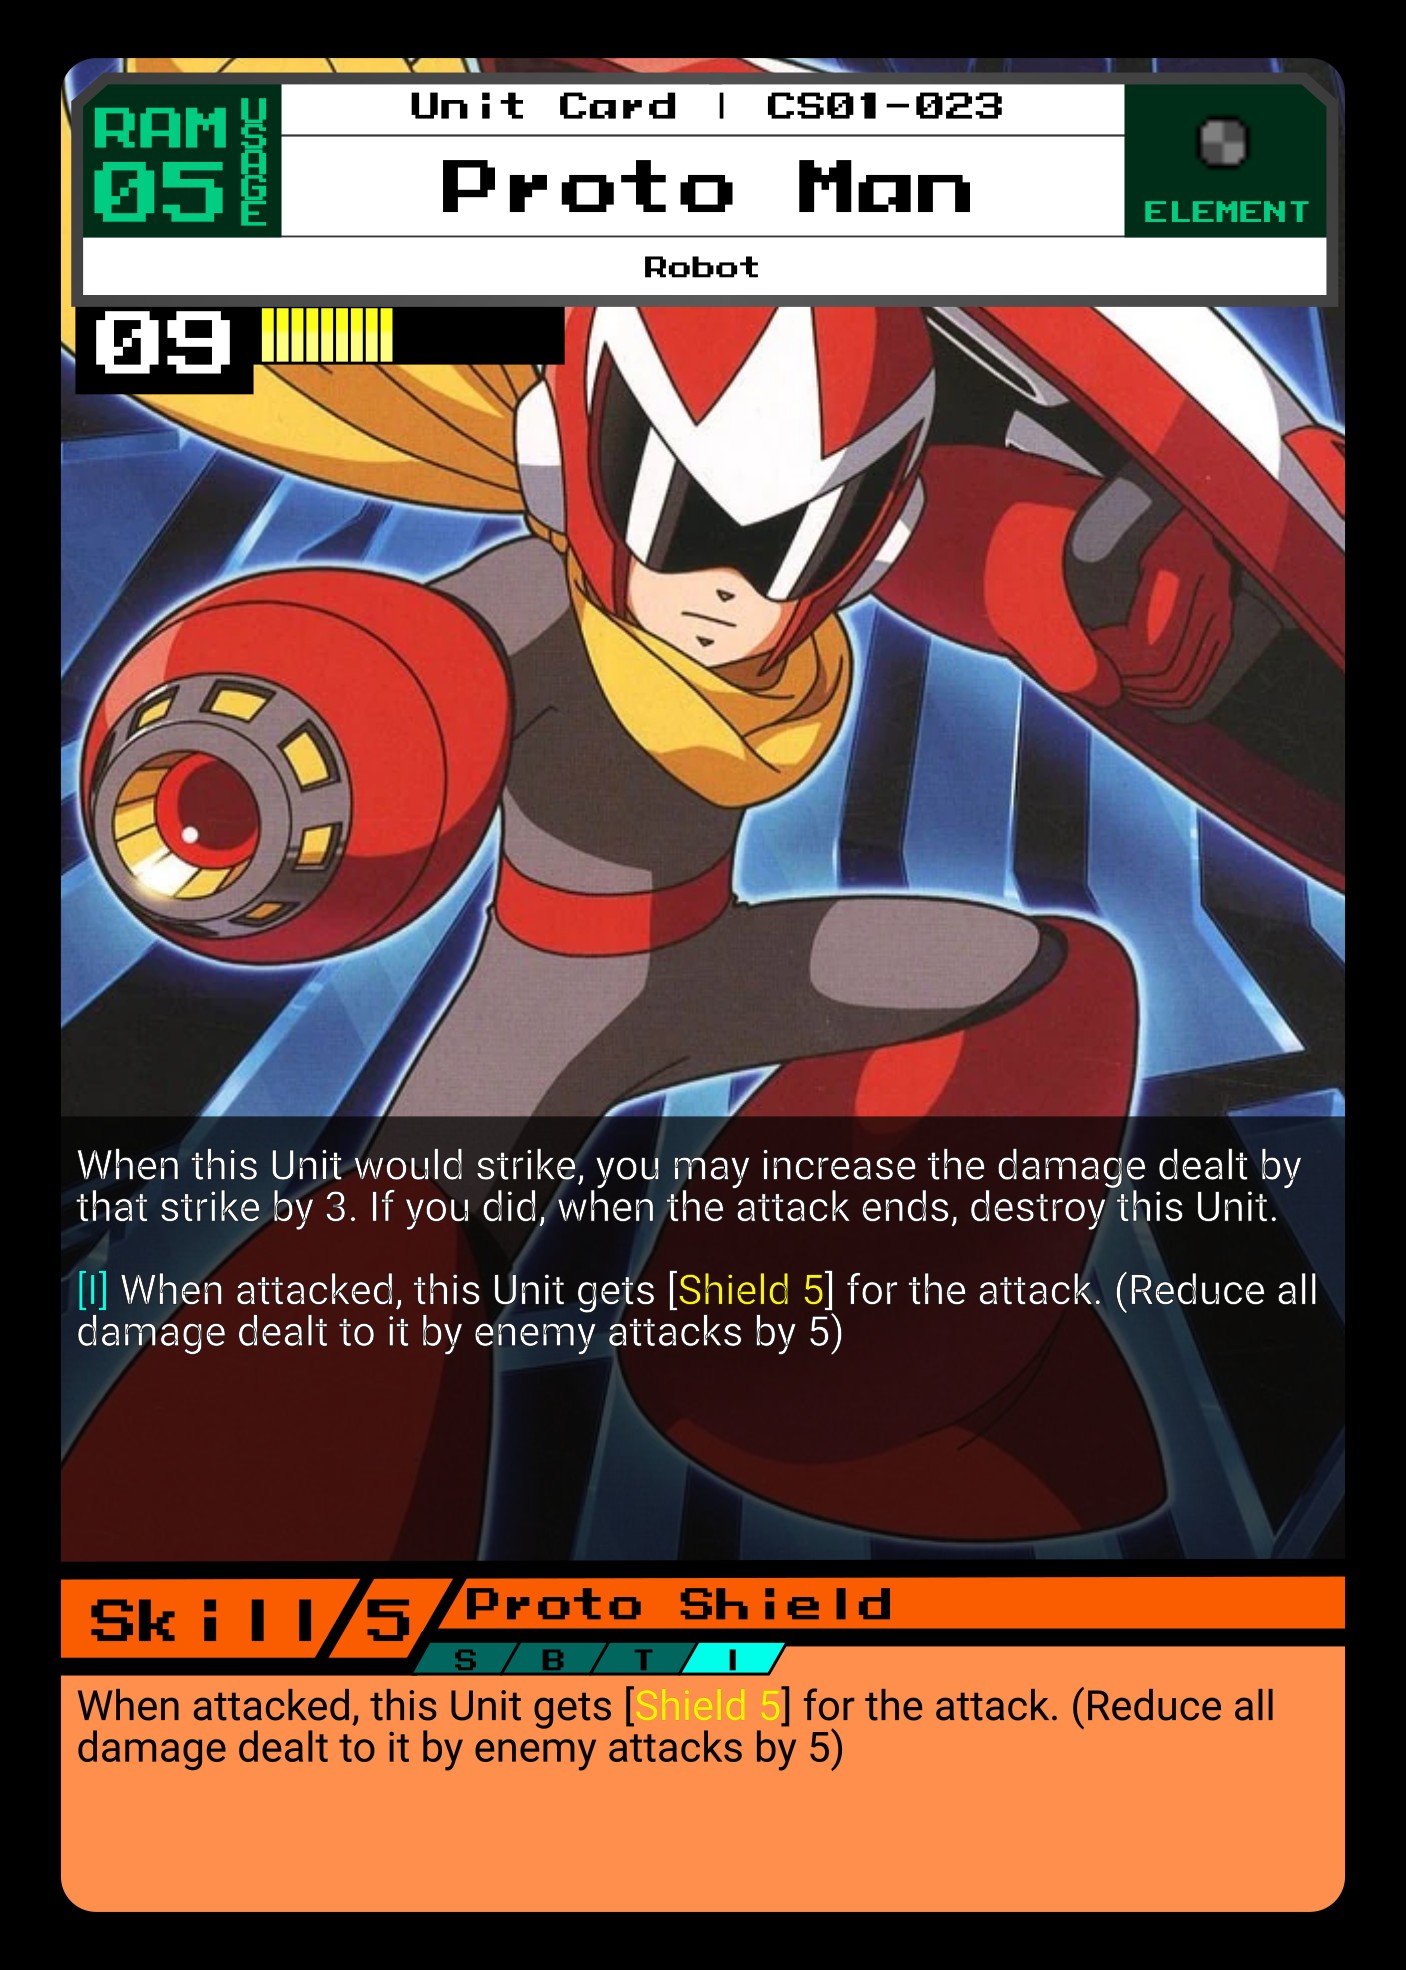 RAM USAGE
05
Unit Card | CS01-023
Proto Man
ELEMENT
Robot
09
When this Unit would strike, you may increase the damage dealt by
that strike by 3. If you did, when the attack ends, destroy this Unit.
[I] When attacked, this Unit gets [Shield 5] for the attack. (Reduce all
damage dealt to it by enemy attacks by 5)
Skill/5 Proto Shield
S / B / T / I
When attacked, this Unit gets [Shield 5] for the attack. (Reduce all
damage dealt to it by enemy attacks by 5)